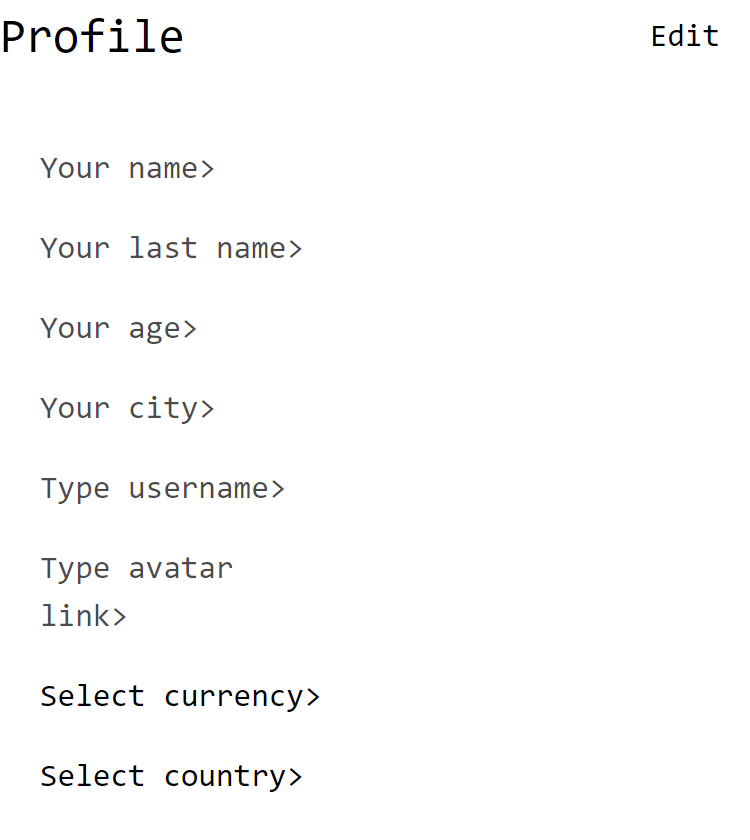 Profile
Edit
Your name>
Your last name>
Your age>
Your city>
Type username>
Type avatar
link>
Select currency>
Select country>